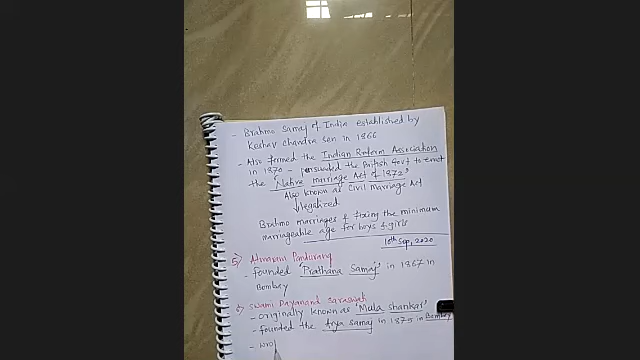 - Brahmo Samaj of India established by
Keshav Chandra Sen in 1866
- Also formed the Indian Reform Association
in 1870 - persuaded the British Govt to enact
the "Native Marriage Act of 1872"
Also known as Civil Marriage Act
legalized
Brahmo marriages & fixing the minimum
marriageable age for boys & girls
10th Sep, 2020
5) Atmaram Pandurang
- founded 'Prathana Samaj' in 1867 in
Bombay
6) Swami Dayanand Saraswati
- originally known as 'Mula Shankar'
- founded the Arya Samaj in 1875 in Bombay
- wro